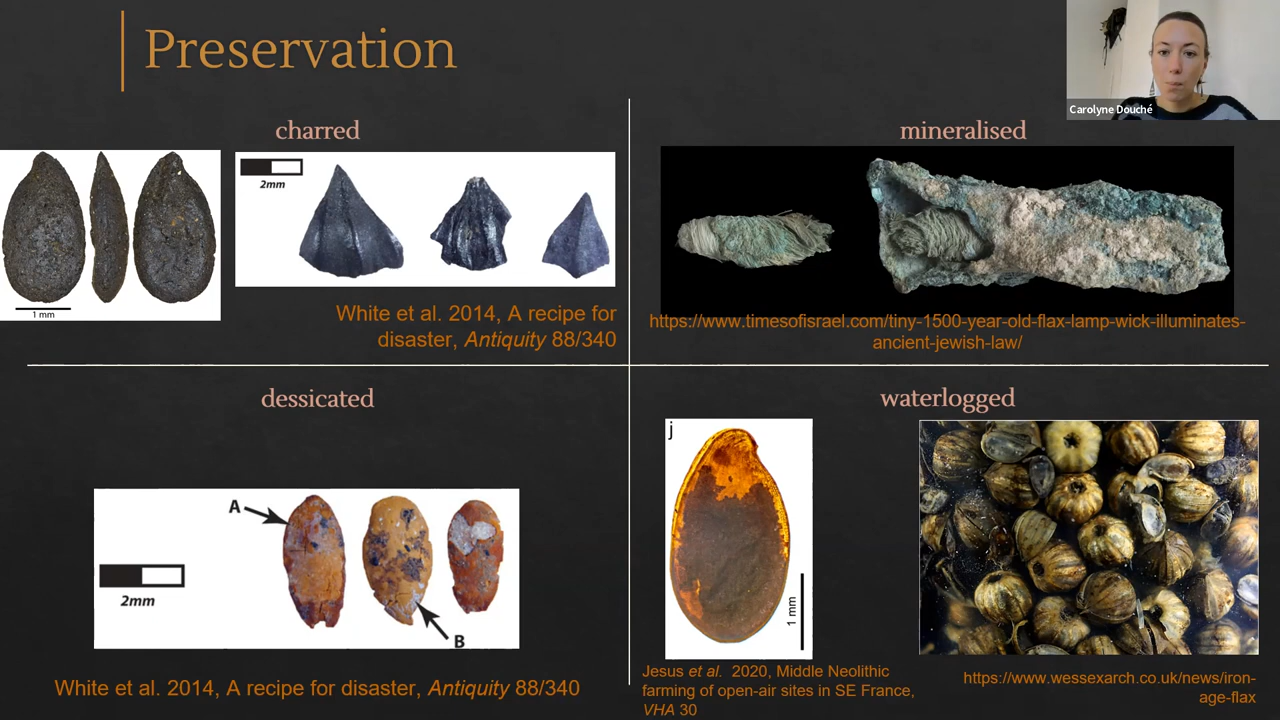 Preservation
Carolyne Douché
charred
1 mm
2mm
White et al. 2014, A recipe for
disaster, Antiquity 88/340
mineralised
https://www.timesofisrael.com/tiny-1500-year-old-flax-lamp-wick-illuminates-
ancient-jewish-law/
dessicated
A
2mm
B
White et al. 2014, A recipe for disaster, Antiquity 88/340
waterlogged
j
1 mm
Jesus et al. 2020, Middle Neolithic
farming of open-air sites in SE France,
VHA 30
https://www.wessexarch.co.uk/news/iron-
age-flax